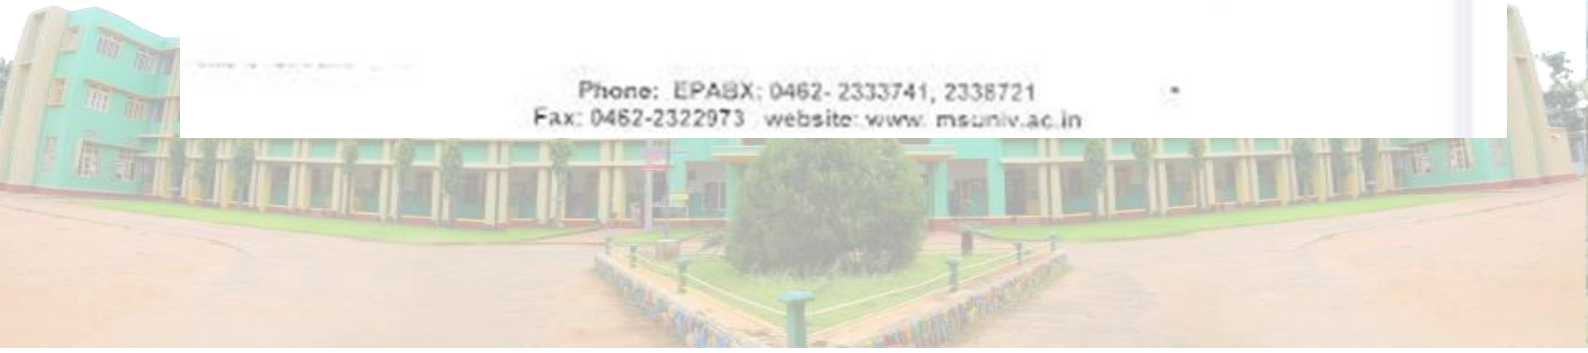 Phone: EPABX: 0462- 2333741, 2338721
Fax: 0462-2322973 website: www. msuniv.ac.in